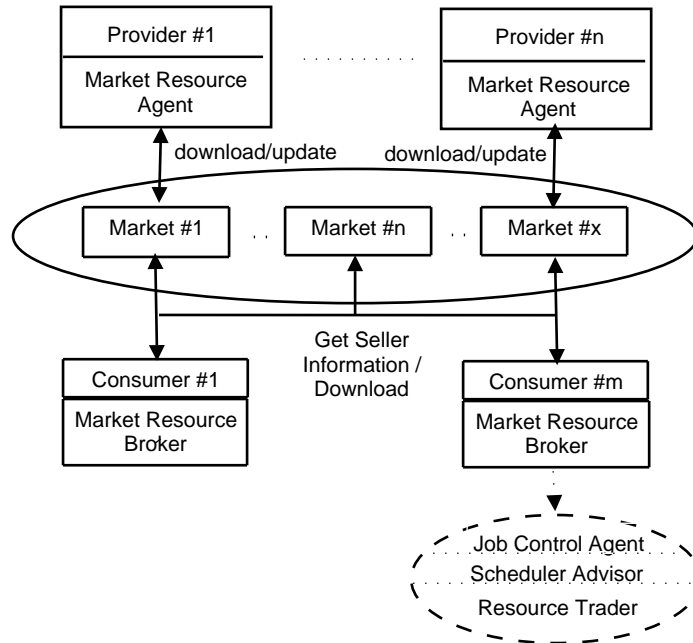 Provider #1
Provider #n
Market Resource
Agent
Market Resource
Agent
download/update
download/update
Market #1
Market #n
Market #x
Get Seller
Information /
Download
Consumer #1
Consumer #m
Market Resource
Broker
Market Resource
Broker
Job Control Agent
Scheduler Advisor
Resource Trader